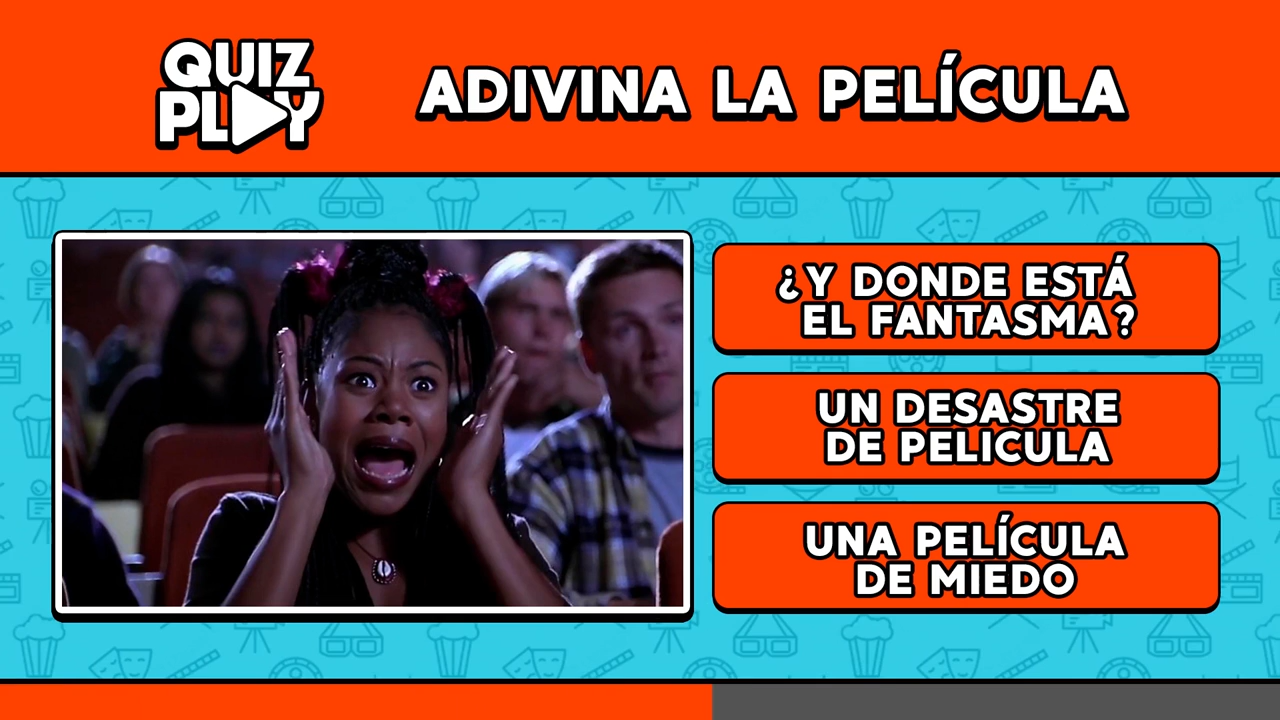 QUIZ
PLAY
ADIVINA LA PELÍCULA
¿Y DONDE ESTÁ
EL FANTASMA?
UN DESASTRE
DE PELICULA
UNA PELÍCULA
DE MIEDO